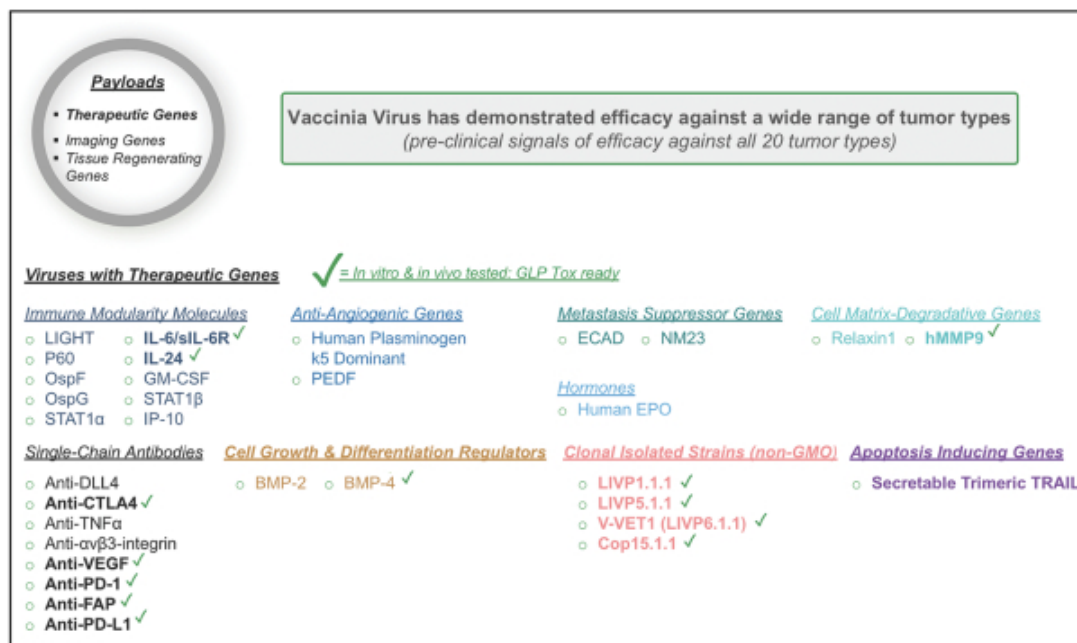 Payloads
▪ Therapeutic Genes
▪ Imaging Genes
▪ Tissue Regenerating
Genes
Vaccinia Virus has demonstrated efficacy against a wide range of tumor types
(pre-clinical signals of efficacy against all 20 tumor types)
Viruses with Therapeutic Genes
✓ = In vitro & in vivo tested: GLP Tox ready
Immune Modularity Molecules
○ LIGHT
○ P60
○ OspF
○ OspG
○ STAT1α
○ IL-6/sIL-6R ✓
○ IL-24 ✓
○ GM-CSF
○ STAT1β
○ IP-10
Anti-Angiogenic Genes
○ Human Plasminogen
k5 Dominant
○ PEDF
Metastasis Suppressor Genes
○ ECAD ○ NM23
Hormones
○ Human EPO
Cell Matrix-Degradative Genes
○ Relaxin1 ○ hMMP9 ✓
Single-Chain Antibodies
○ Anti-DLL4
○ Anti-CTLA4 ✓
○ Anti-TNFα
○ Anti-αvβ3-integrin
○ Anti-VEGF ✓
○ Anti-PD-1 ✓
○ Anti-FAP ✓
○ Anti-PD-L1 ✓
Cell Growth & Differentiation Regulators
○ BMP-2 ○ BMP-4 ✓
Clonal Isolated Strains (non-GMO)
○ LIVP1.1.1 ✓
○ LIVP5.1.1 ✓
○ V-VET1 (LIVP6.1.1) ✓
○ Cop15.1.1 ✓
Apoptosis Inducing Genes
○ Secretable Trimeric TRAIL